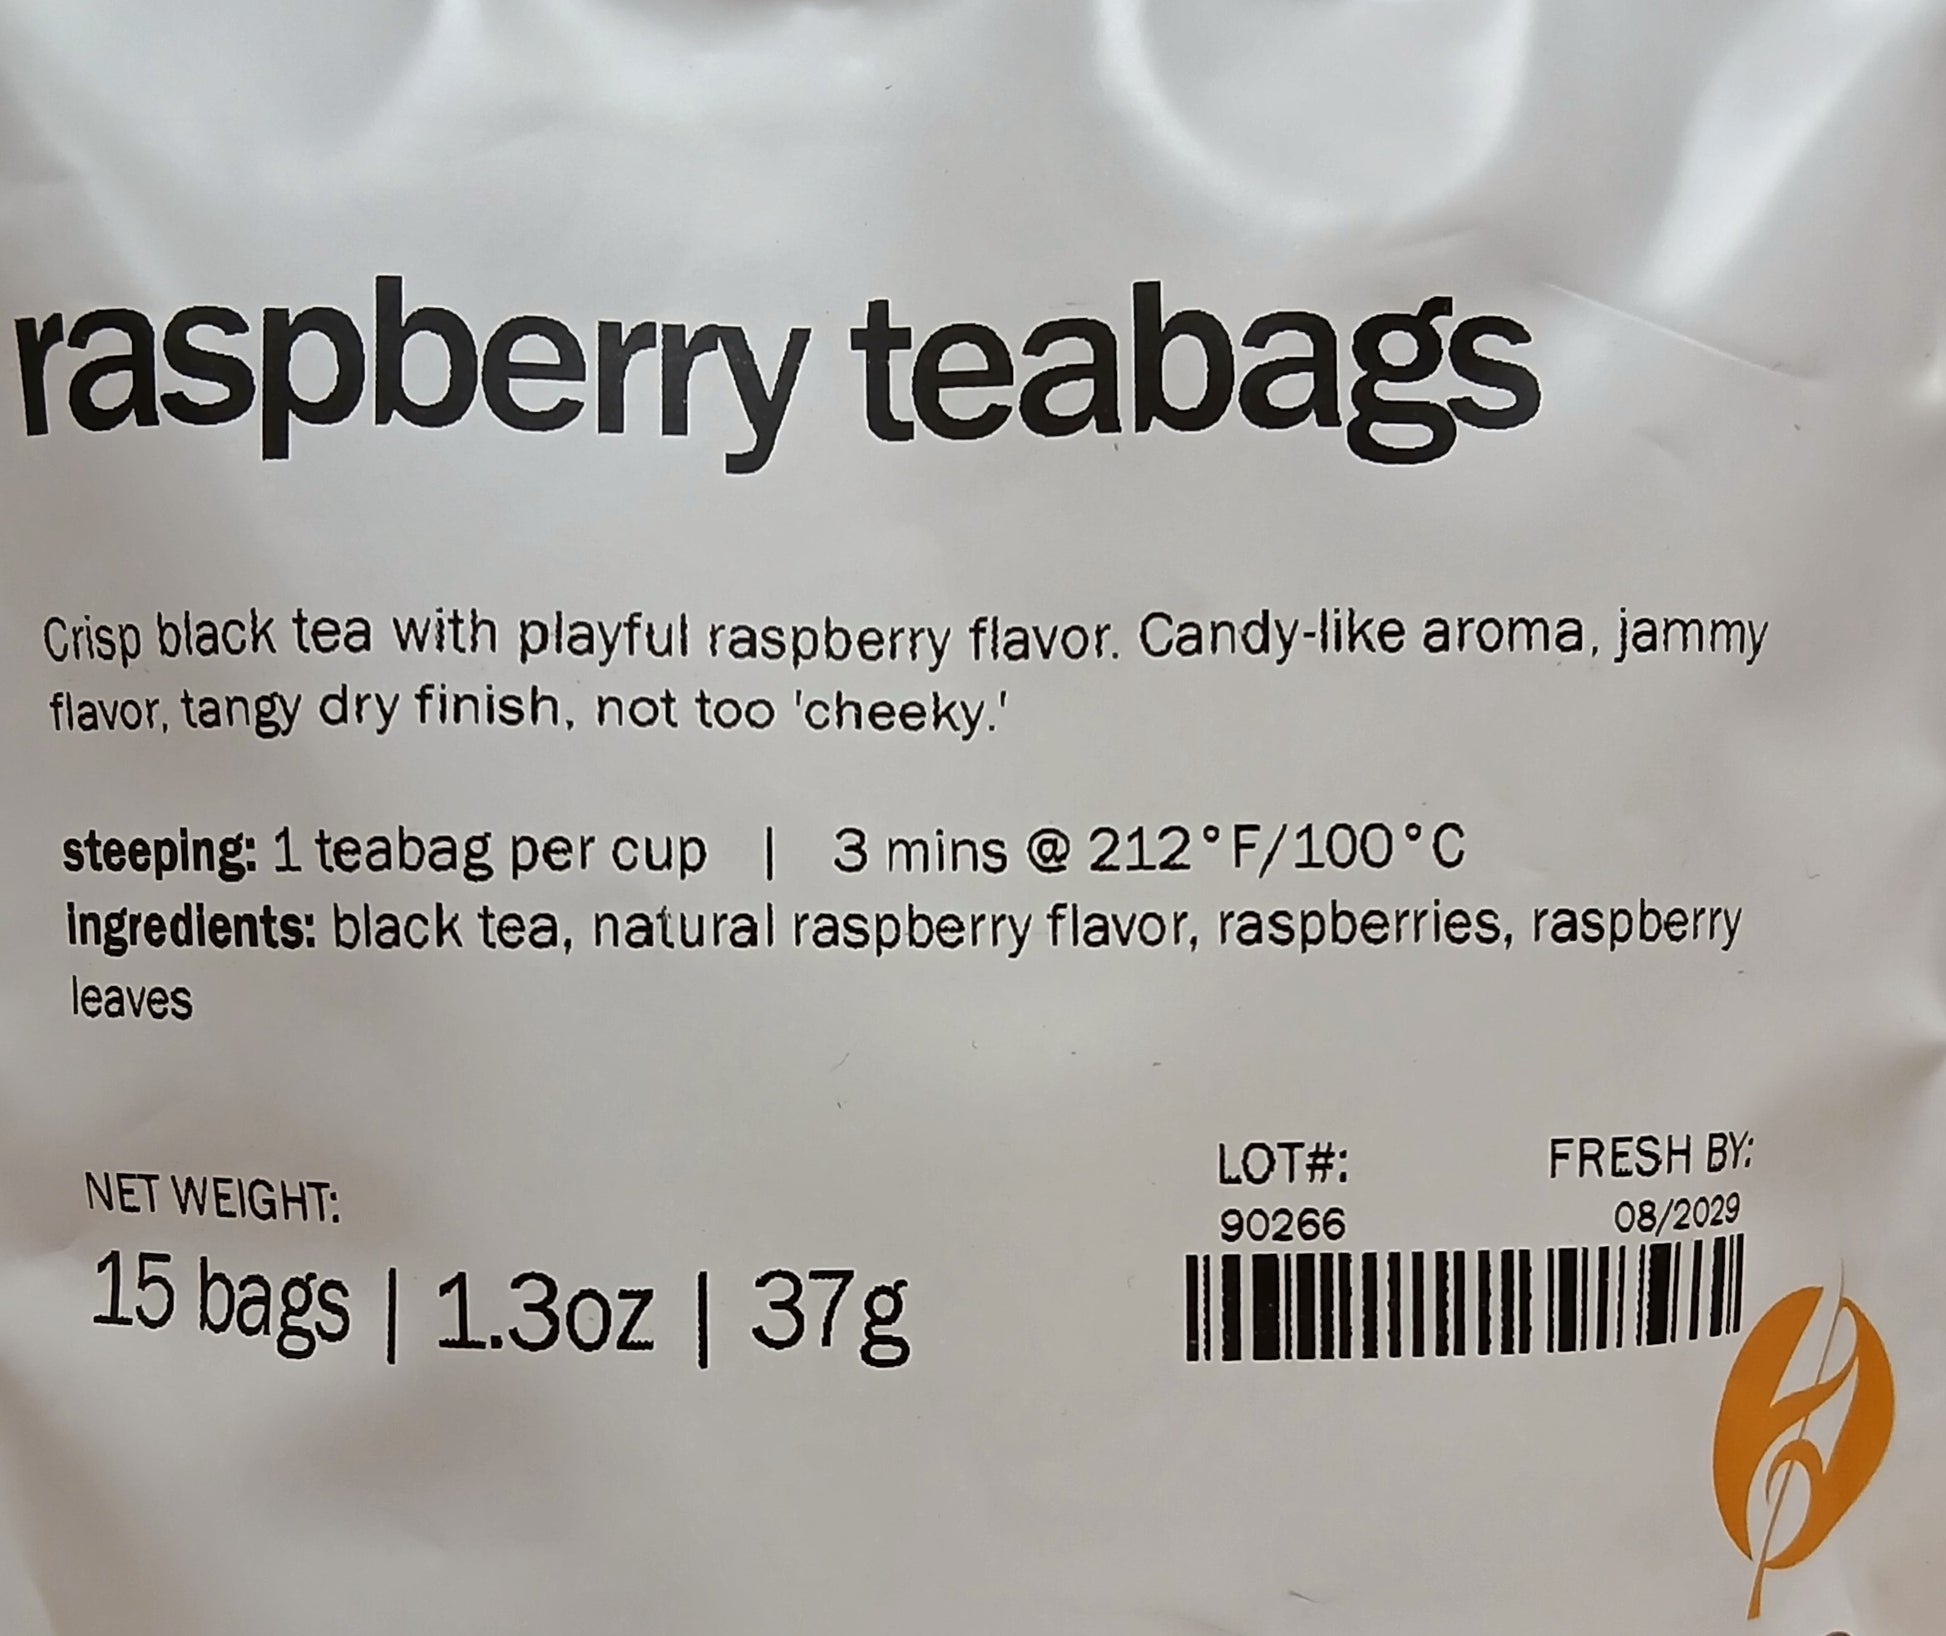 raspberry teabags
Crisp black tea with playful raspberry flavor. Candy-like aroma, jammy
flavor, tangy dry finish, not too 'cheeky.'
steeping: 1 teabag per cup | 3 mins @ 212°F/100°C
ingredients: black tea, natural raspberry flavor, raspberries, raspberry
leaves
NET WEIGHT:
15 bags | 1.3oz | 37g
LOT#:
90266
FRESH BY:
08/2029